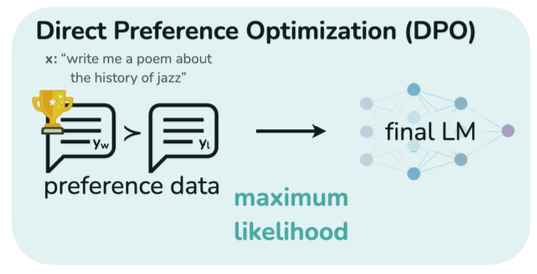 Direct Preference Optimization (DPO)
x: “write me a poem about
the history of jazz”
yw ≻ yl
preference data
maximum
likelihood
final LM